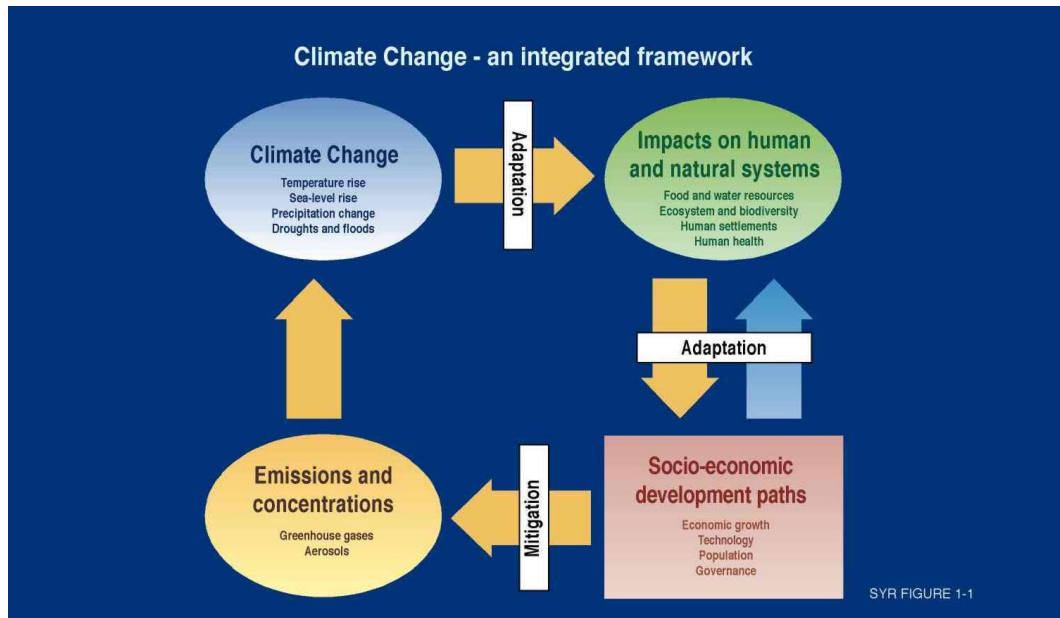 Climate Change - an integrated framework
Climate Change
Temperature rise
Sea-level rise
Precipitation change
Droughts and floods
Adaptation
Impacts on human
and natural systems
Food and water resources
Ecosystem and biodiversity
Human settlements
Human health
Adaptation
Emissions and
concentrations
Greenhouse gases
Aerosols
Mitigation
Socio-economic
development paths
Economic growth
Technology
Population
Governance
SYR FIGURE 1-1